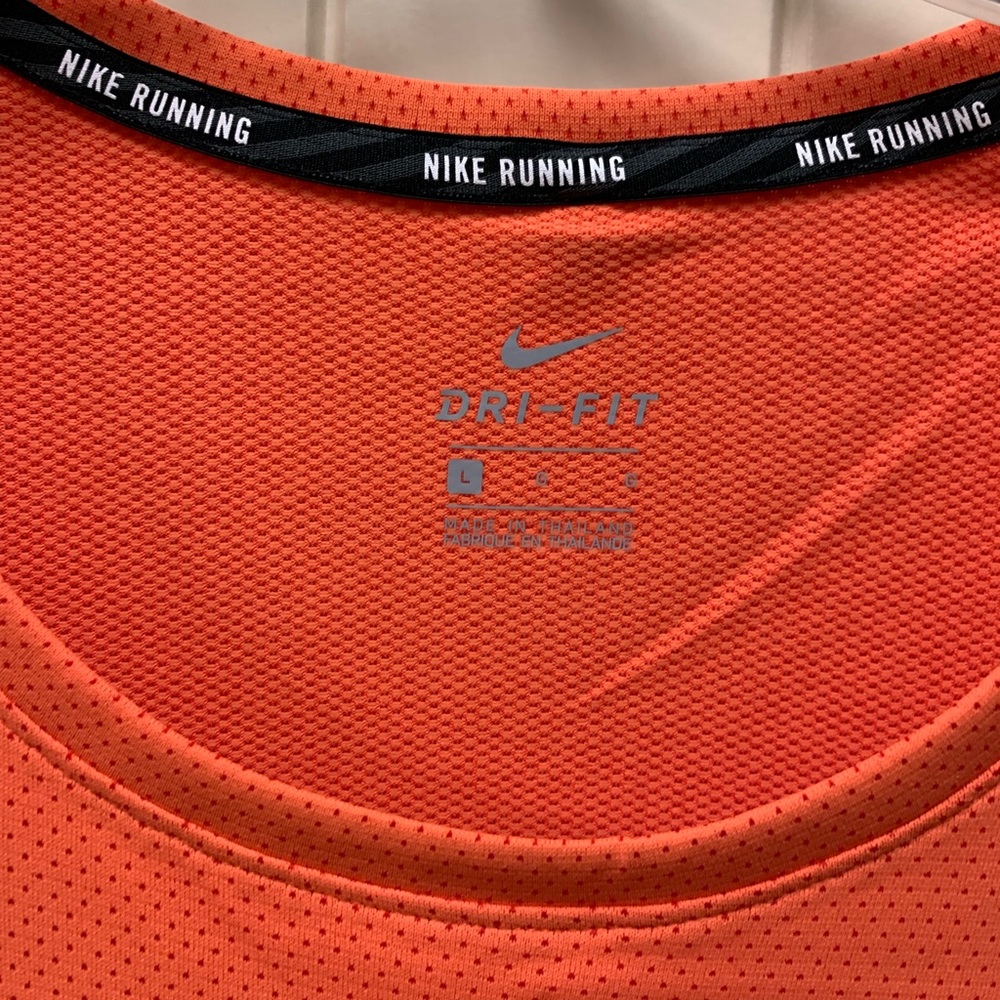 NIKE RUNNING NIKE RUNNING NIKE RUNNING
DRI-FIT
L G G
MADE IN THAILAND
FABRIQUE EN THAILANDE